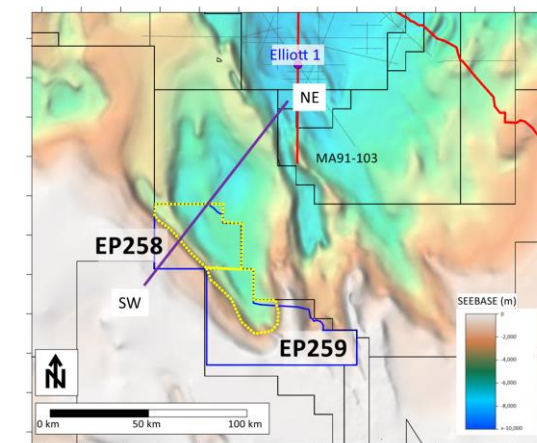 Elliott 1
NE
MA91-103
EP258
SW
SEEBASE (m)
EP259
-2,000
-4,000
-6,000
-8,000
>-10,000
N
0 km
50 km
100 km